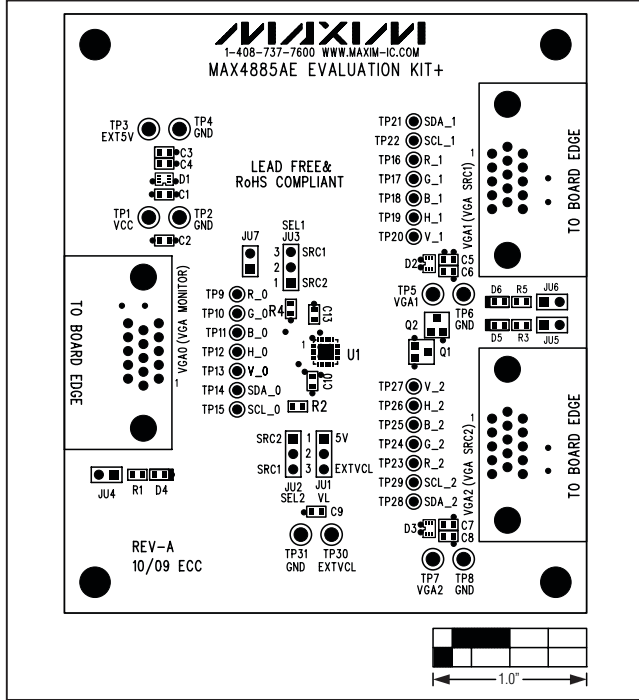 MAXIM
1-408-737-7600 WWW.MAXIM-IC.COM
MAX4885AE EVALUATION KIT+
TP3
EXT5V
TP4
GND
C3
C4
D1
C1
TP1
VCC
TP2
GND
C2
LEAD FREE&
RoHS COMPLIANT
TP21 SDA_1
TP22 SCL_1
TP16 R_1
TP17 G_1
TP18 B_1
TP19 H_1
TP20 V_1
1
VGA1(VGA SRC1)
TO BOARD EDGE
D2
C5
C6
TP5
VGA1
TP6
GND
D6 R5 JU6
D5 R3 JU5
Q2
Q1
SEL1
JU7
JU3
3 SRC1
2
1 SRC2
TO BOARD EDGE
VGA0(VGA MONITOR)
1
TP9 R_0
TP10 G_0
TP11 B_0
TP12 H_0
TP13 V_0
TP14 SDA_0
TP15 SCL_0
R4
C13
1
U1
C10
R2
TP27 V_2
TP26 H_2
TP25 B_2
TP24 G_2
TP23 R_2
TP29 SCL_2
TP28 SDA_2
1
VGA2(VGA SRC2)
TO BOARD EDGE
SRC2 1 5V
2
SRC1 3 EXTVCL
JU2
SEL2
JU1
VL
JU4
R1
D4
C9
TP31
GND
TP30
EXTVCL
D3
C7
C8
TP7
VGA2
TP8
GND
REV-A
10/09 ECC
1.0"